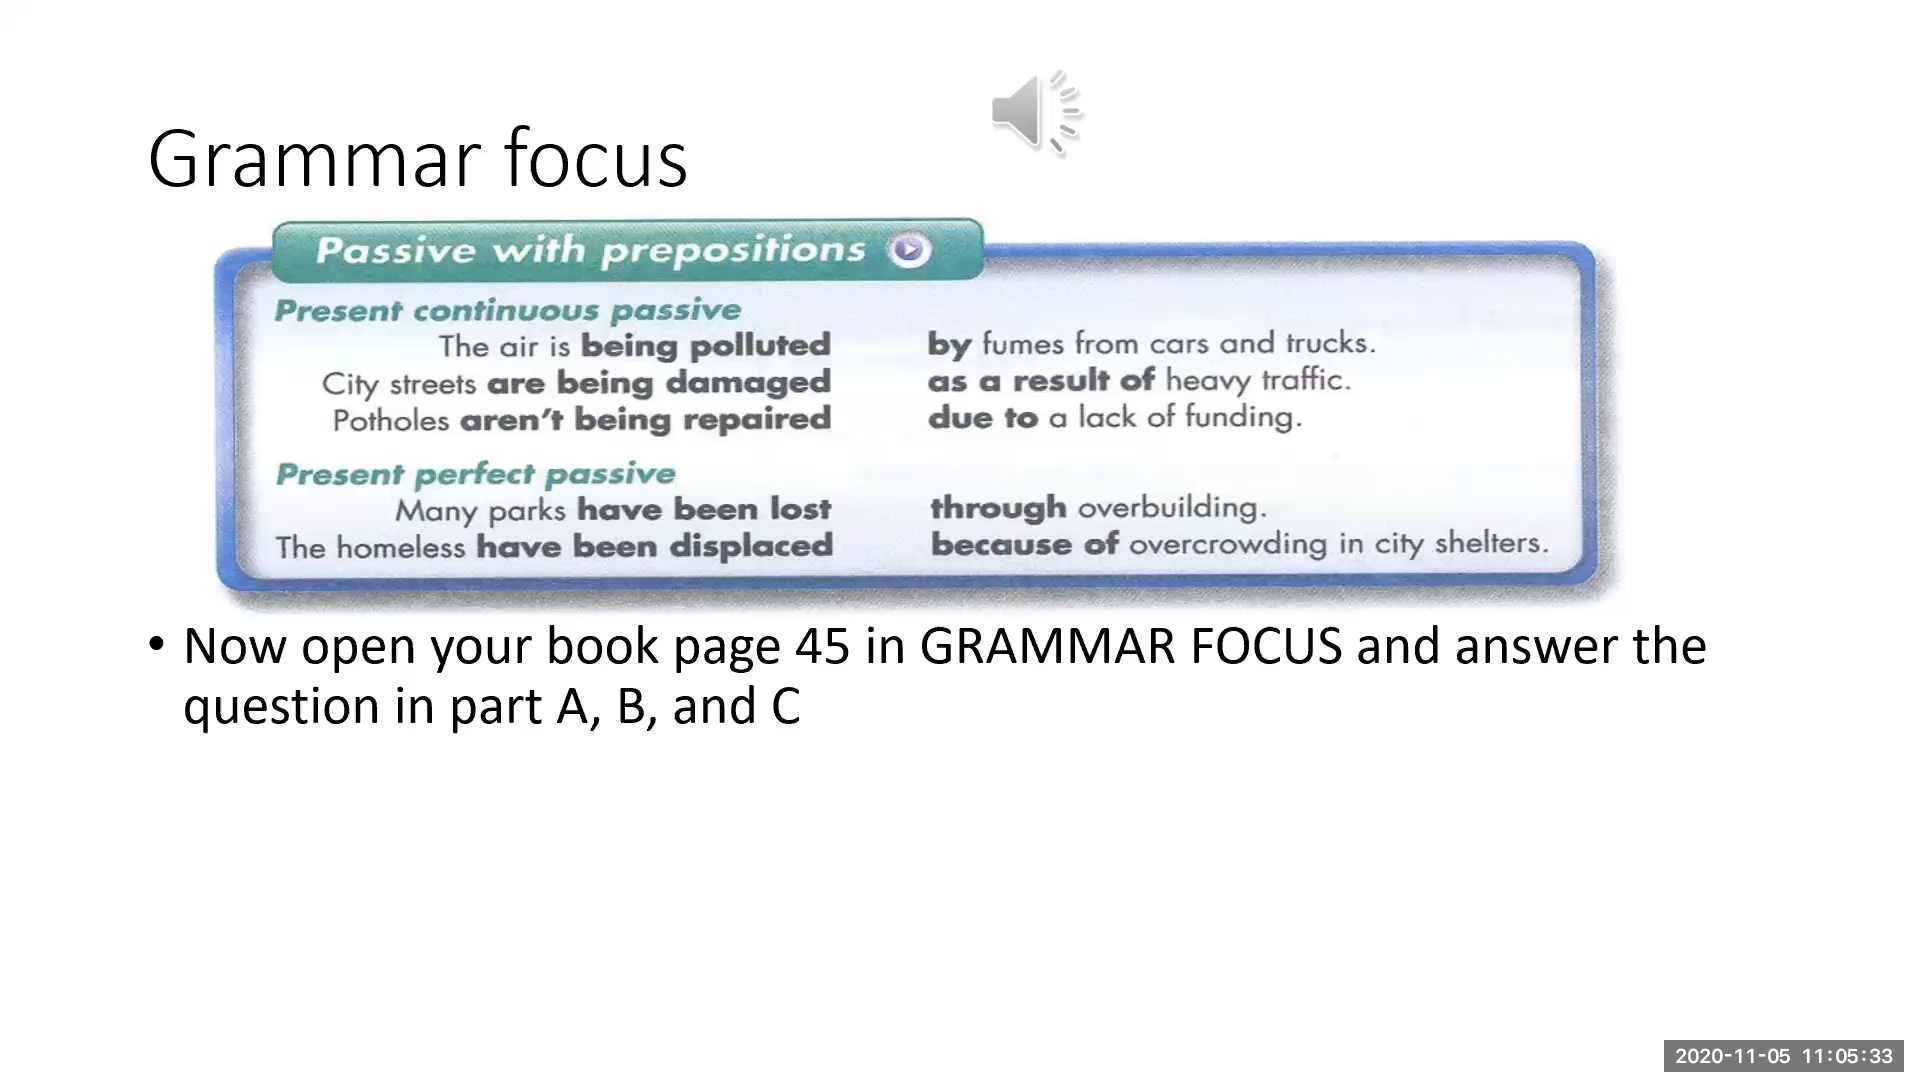 Grammar focus
Passive with prepositions
Present continuous passive
The air is being polluted by fumes from cars and trucks.
City streets are being damaged as a result of heavy traffic.
Potholes aren't being repaired due to a lack of funding.
Present perfect passive
Many parks have been lost through overbuilding.
The homeless have been displaced because of overcrowding in city shelters.
• Now open your book page 45 in GRAMMAR FOCUS and answer the
question in part A, B, and C
2020-11-05 11:05:33